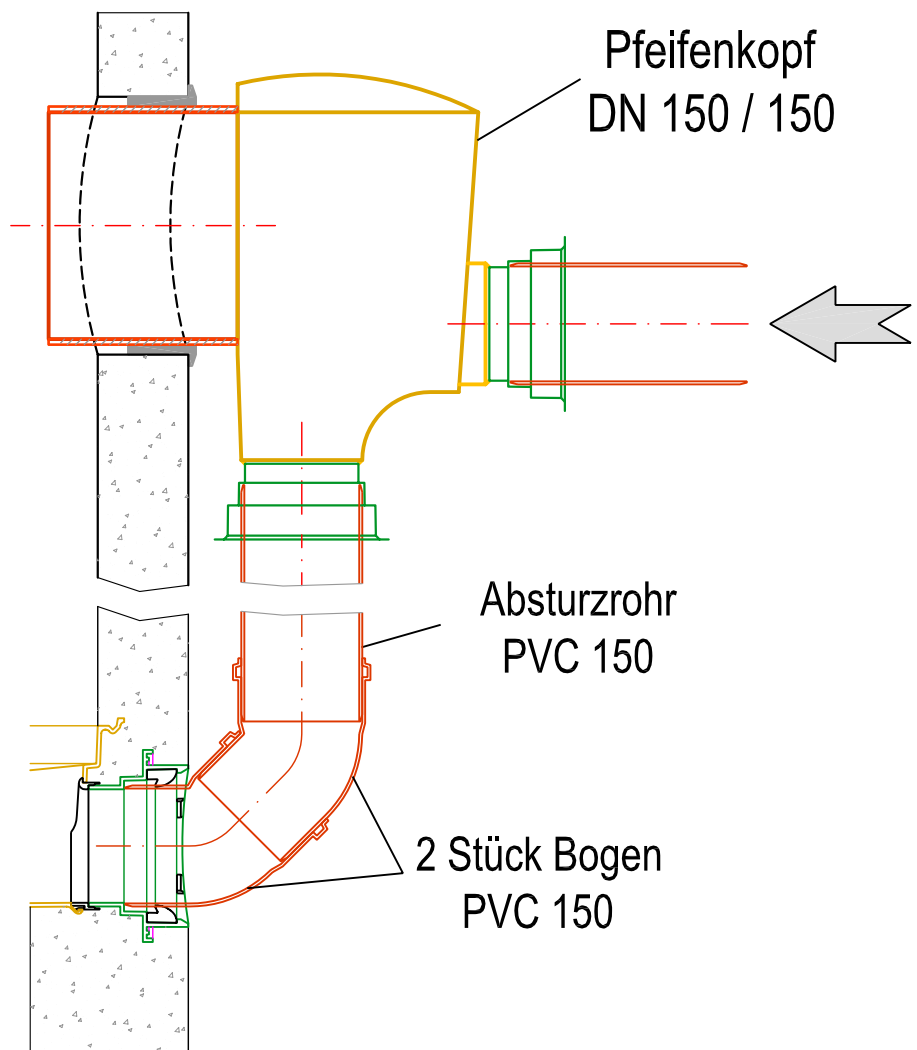 Pfeifenkopf
DN 150 / 150
Absturzrohr
PVC 150
2 Stück Bogen
PVC 150